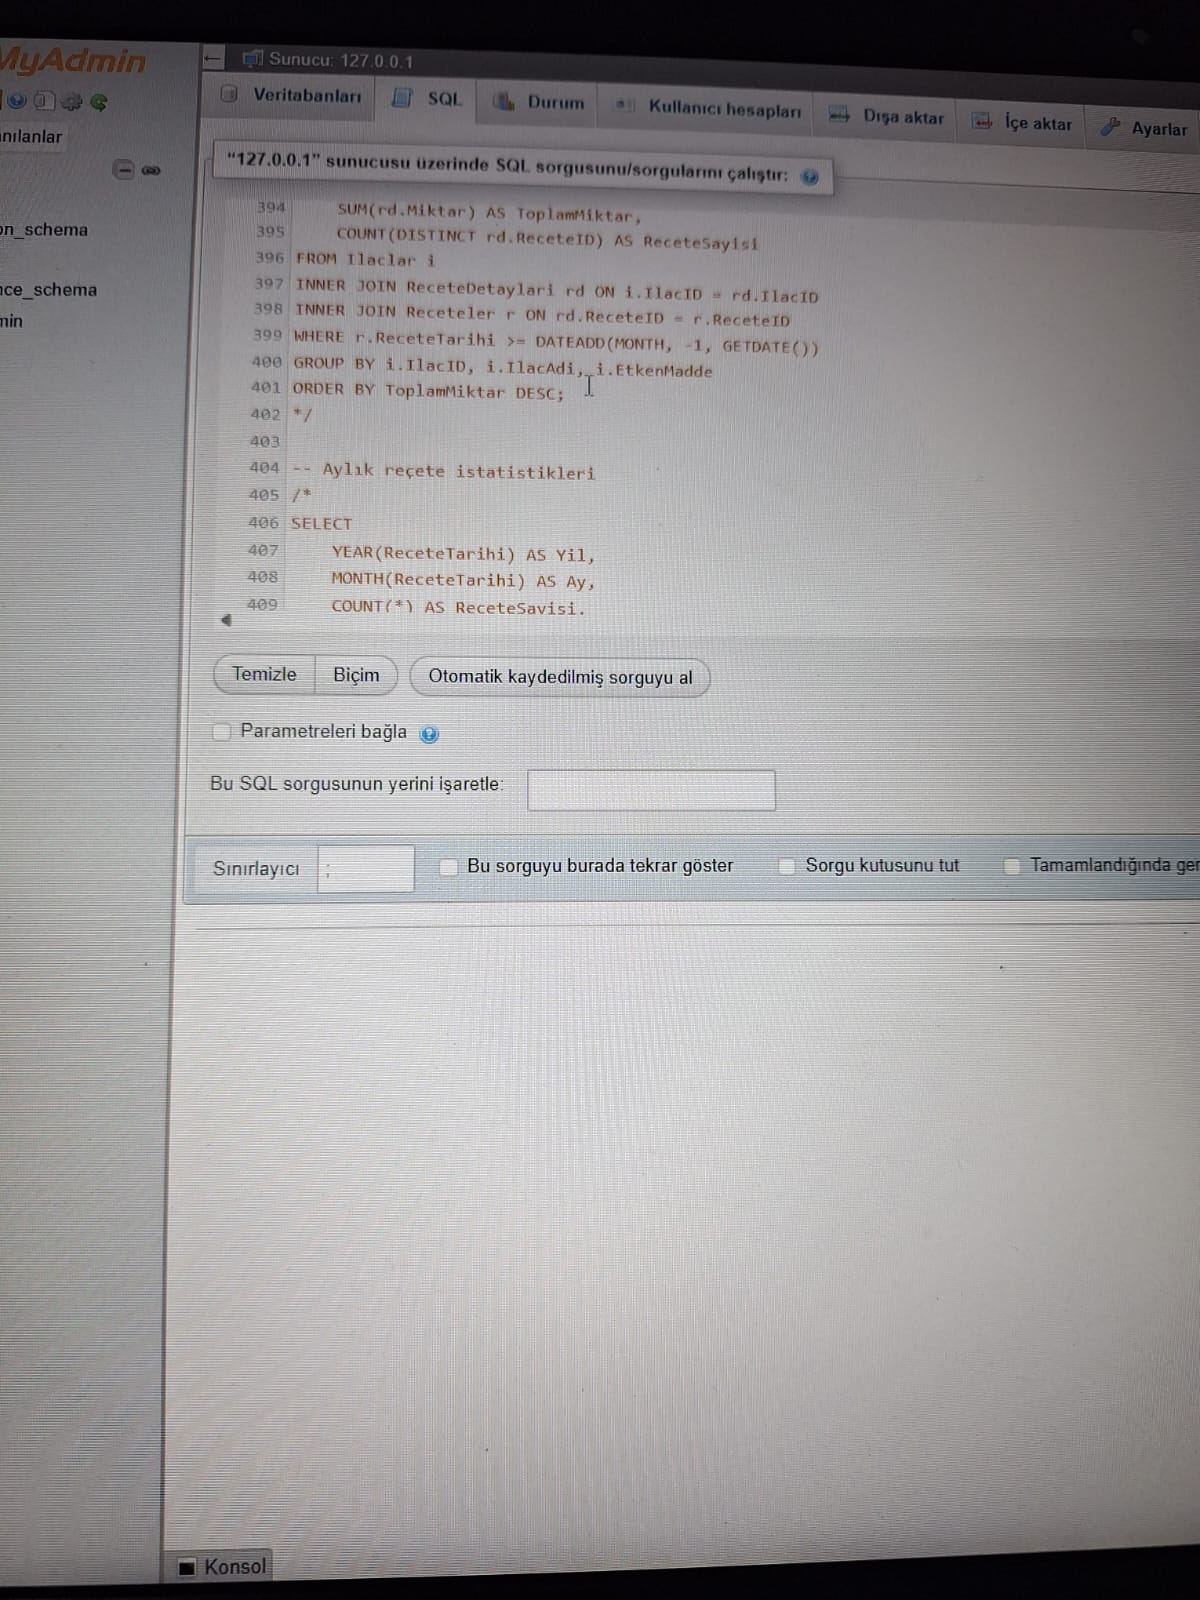 MyAdmin
Sunucu: 127.0.0.1
Veritabanları
SQL
Durum
Kullanıcı hesapları
Dışa aktar
İçe aktar
Ayarlar
nılanlar
"127.0.0.1" sunucusu üzerinde SQL sorgusunu/sorgularını çalıştır:
on_schema
nce_schema
min
394 SUM(rd.Miktar) AS ToplamMiktar,
395 COUNT(DISTINCT rd.ReceteID) AS ReceteSayisi
396 FROM Ilaclar i
397 INNER JOIN ReceteDetaylari rd ON i.IlacID = rd.IlacID
398 INNER JOIN Receteler r ON rd.ReceteID = r.ReceteID
399 WHERE r.ReceteTarihi >= DATEADD(MONTH, -1, GETDATE())
400 GROUP BY i.IlacID, i.IlacAdi, i.EtkenMadde
401 ORDER BY ToplamMiktar DESC;
402 */
403
404 -- Aylık reçete istatistikleri
405 /*
406 SELECT
407 YEAR(ReceteTarihi) AS Yil,
408 MONTH(ReceteTarihi) AS Ay,
409 COUNT(*) AS ReceteSayisi,
Temizle
Biçim
Otomatik kaydedilmiş sorguyu al
Parametreleri bağla
Bu SQL sorgusunun yerini işaretle:
Sınırlayıcı ;
Bu sorguyu burada tekrar göster
Sorgu kutusunu tut
Tamamlandığında ger
Konsol